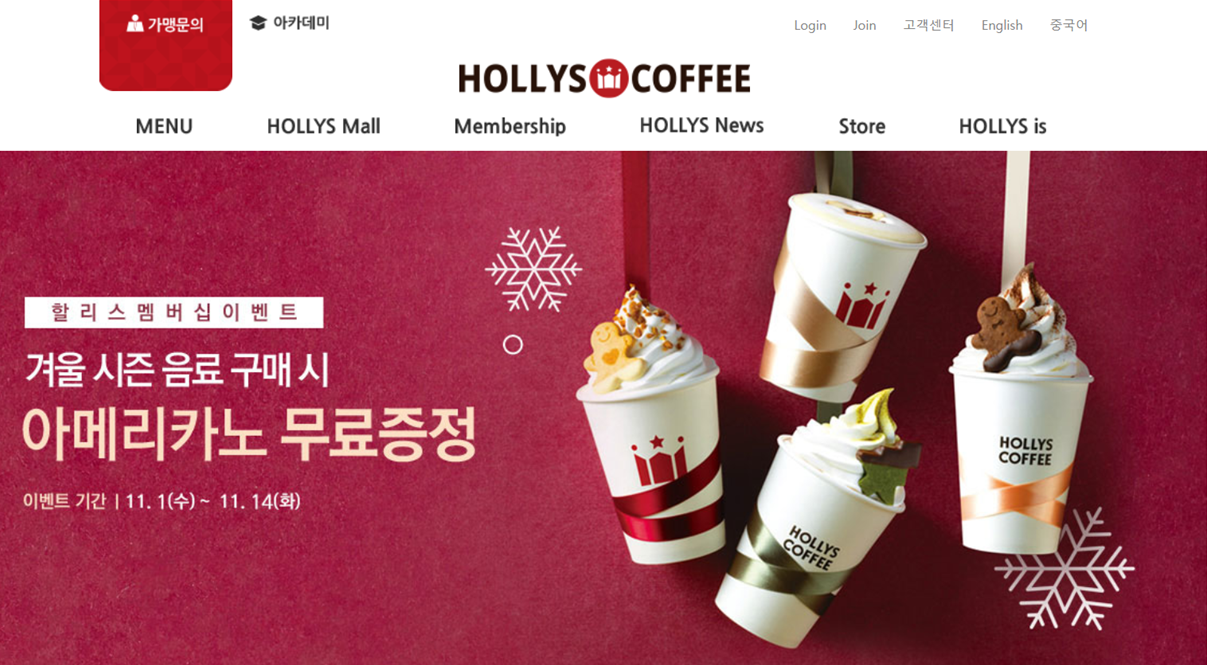 가맹문의
아카데미
Login Join 고객센터 English 중국어
HOLLYS COFFEE
MENU HOLLYS Mall Membership HOLLYS News Store HOLLYS is
할리스멤버십이벤트
겨울 시즌 음료 구매 시
아메리카노 무료증정
이벤트 기간 | 11. 1(수) ~ 11. 14(화)
HOLLYS
COFFEE
HOLLYS
COFFEE